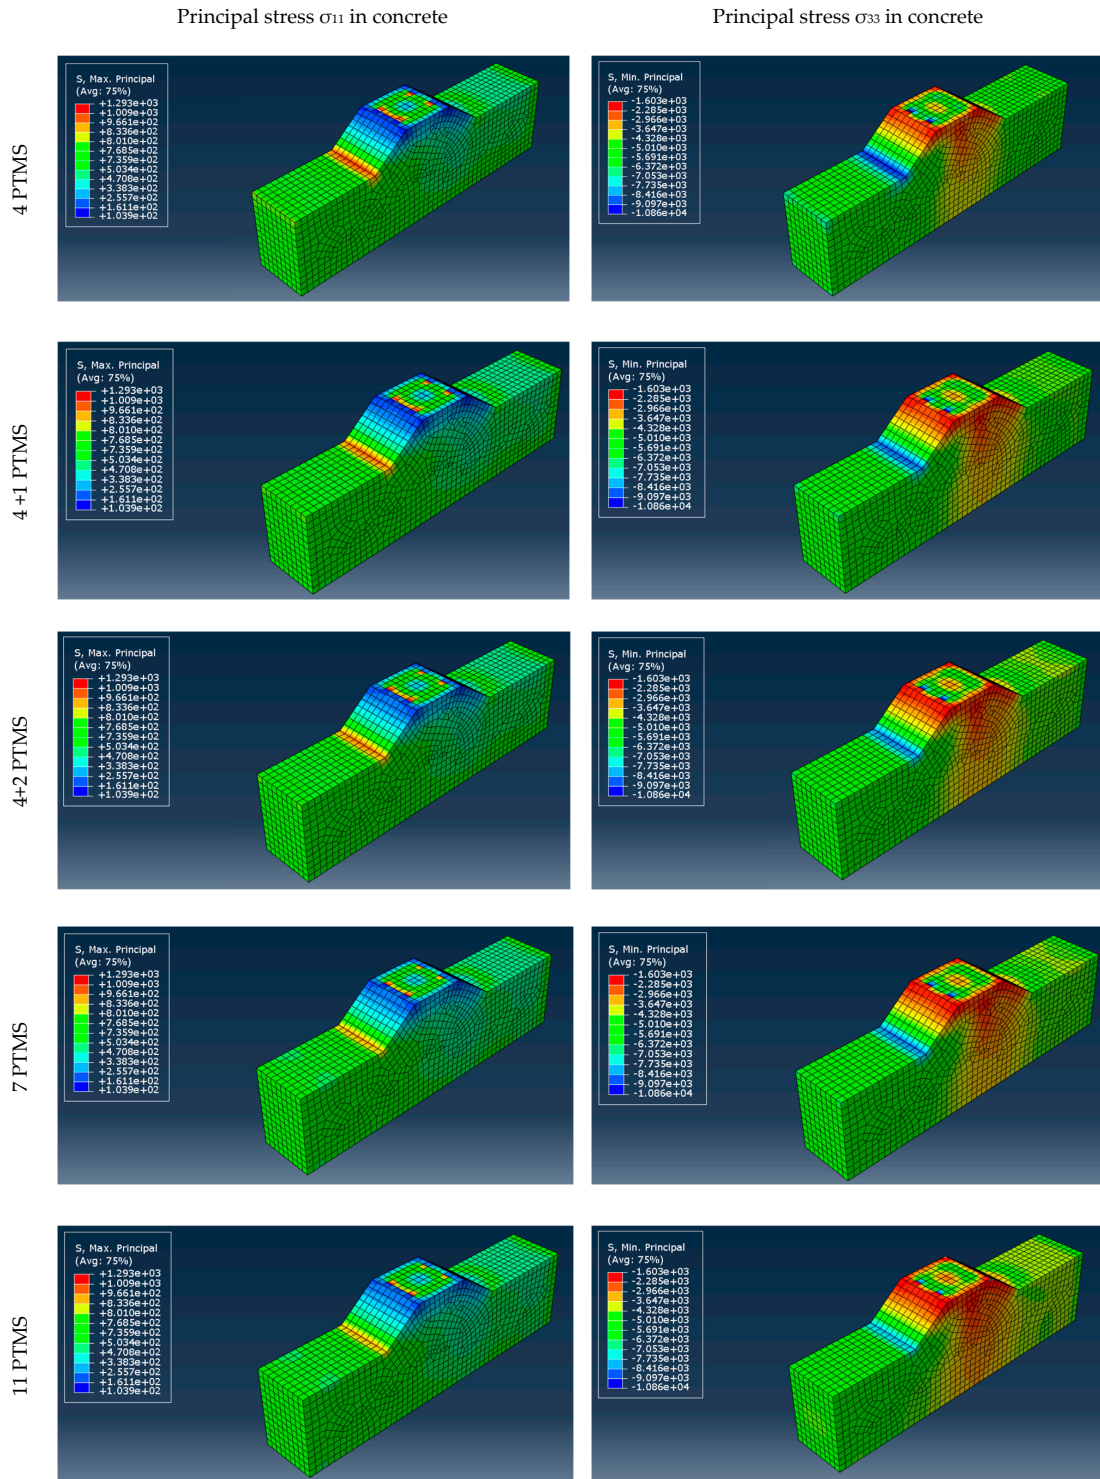 Principal stress σ11 in concrete
Principal stress σ33 in concrete
4 PTMS
S, Max. Principal
(Avg: 75%)
+1.293e+03
+1.009e+03
+9.661e+02
+8.336e+02
+8.010e+02
+7.685e+02
+7.359e+02
+5.034e+02
+4.708e+02
+3.383e+02
+2.557e+02
+1.611e+02
+1.039e+02
S, Min. Principal
(Avg: 75%)
-1.603e+03
-2.285e+03
-2.966e+03
-3.647e+03
-4.328e+03
-5.010e+03
-5.691e+03
-6.372e+03
-7.053e+03
-7.735e+03
-8.416e+03
-9.097e+03
-1.086e+04
4 +1 PTMS
S, Max. Principal
(Avg: 75%)
+1.293e+03
+1.009e+03
+9.661e+02
+8.336e+02
+8.010e+02
+7.685e+02
+7.359e+02
+5.034e+02
+4.708e+02
+3.383e+02
+2.557e+02
+1.611e+02
+1.039e+02
S, Min. Principal
(Avg: 75%)
-1.603e+03
-2.285e+03
-2.966e+03
-3.647e+03
-4.328e+03
-5.010e+03
-5.691e+03
-6.372e+03
-7.053e+03
-7.735e+03
-8.416e+03
-9.097e+03
-1.086e+04
4+2 PTMS
S, Max. Principal
(Avg: 75%)
+1.293e+03
+1.009e+03
+9.661e+02
+8.336e+02
+8.010e+02
+7.685e+02
+7.359e+02
+5.034e+02
+4.708e+02
+3.383e+02
+2.557e+02
+1.611e+02
+1.039e+02
S, Min. Principal
(Avg: 75%)
-1.603e+03
-2.285e+03
-2.966e+03
-3.647e+03
-4.328e+03
-5.010e+03
-5.691e+03
-6.372e+03
-7.053e+03
-7.735e+03
-8.416e+03
-9.097e+03
-1.086e+04
7 PTMS
S, Max. Principal
(Avg: 75%)
+1.293e+03
+1.009e+03
+9.661e+02
+8.336e+02
+8.010e+02
+7.685e+02
+7.359e+02
+5.034e+02
+4.708e+02
+3.383e+02
+2.557e+02
+1.611e+02
+1.039e+02
S, Min. Principal
(Avg: 75%)
-1.603e+03
-2.285e+03
-2.966e+03
-3.647e+03
-4.328e+03
-5.010e+03
-5.691e+03
-6.372e+03
-7.053e+03
-7.735e+03
-8.416e+03
-9.097e+03
-1.086e+04
11 PTMS
S, Max. Principal
(Avg: 75%)
+1.293e+03
+1.009e+03
+9.661e+02
+8.336e+02
+8.010e+02
+7.685e+02
+7.359e+02
+5.034e+02
+4.708e+02
+3.383e+02
+2.557e+02
+1.611e+02
+1.039e+02
S, Min. Principal
(Avg: 75%)
-1.603e+03
-2.285e+03
-2.966e+03
-3.647e+03
-4.328e+03
-5.010e+03
-5.691e+03
-6.372e+03
-7.053e+03
-7.735e+03
-8.416e+03
-9.097e+03
-1.086e+04